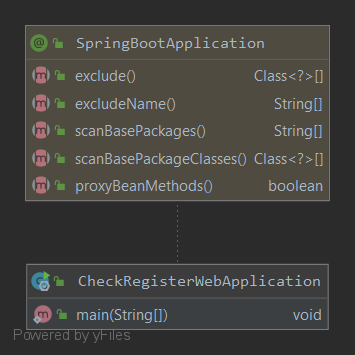 SpringBootApplication
exclude() Class<?>[]
excludeName() String[]
scanBasePackages() String[]
scanBasePackageClasses() Class<?>[]
proxyBeanMethods() boolean
CheckRegisterWebApplication
main(String[]) void
Powered by yFiles